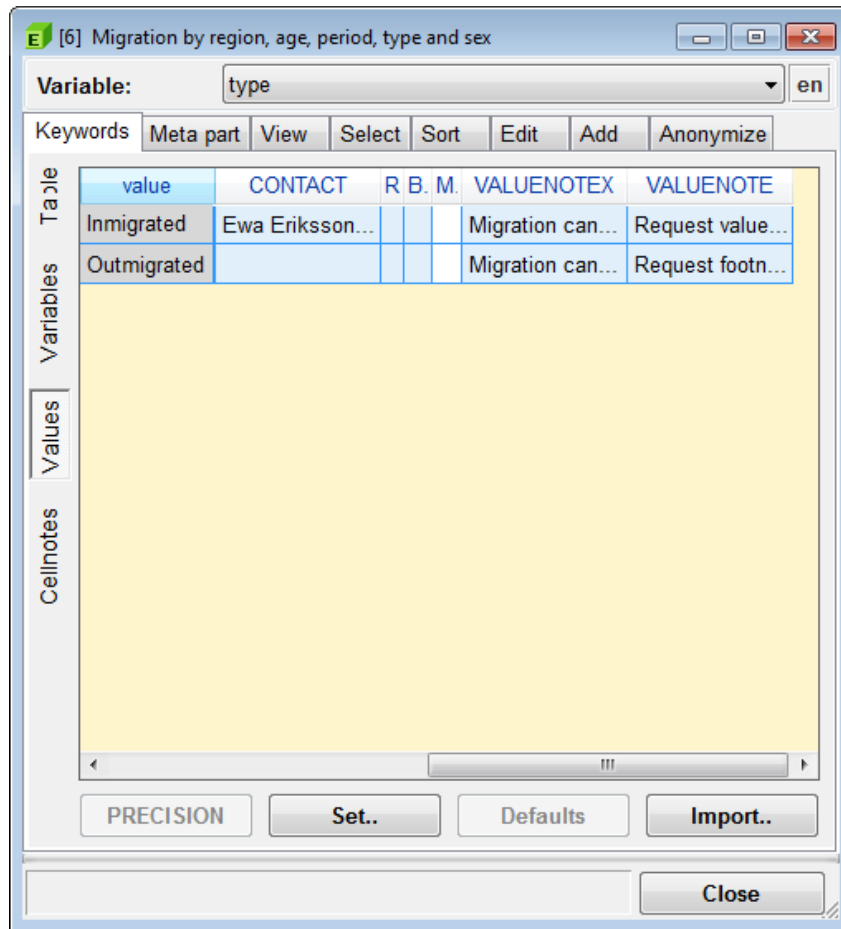 E [6] Migration by region, age, period, type and sex
Variable: type en
Keywords Meta part View Select Sort Edit Add Anonymize
Table
Variables
Values
Cellnotes
value CONTACT R B. M. VALUENOTEX VALUENOTE
Inmigrated Ewa Eriksson... Migration can... Request value...
Outmigrated Migration can... Request footn...
PRECISION Set.. Defaults Import..
Close